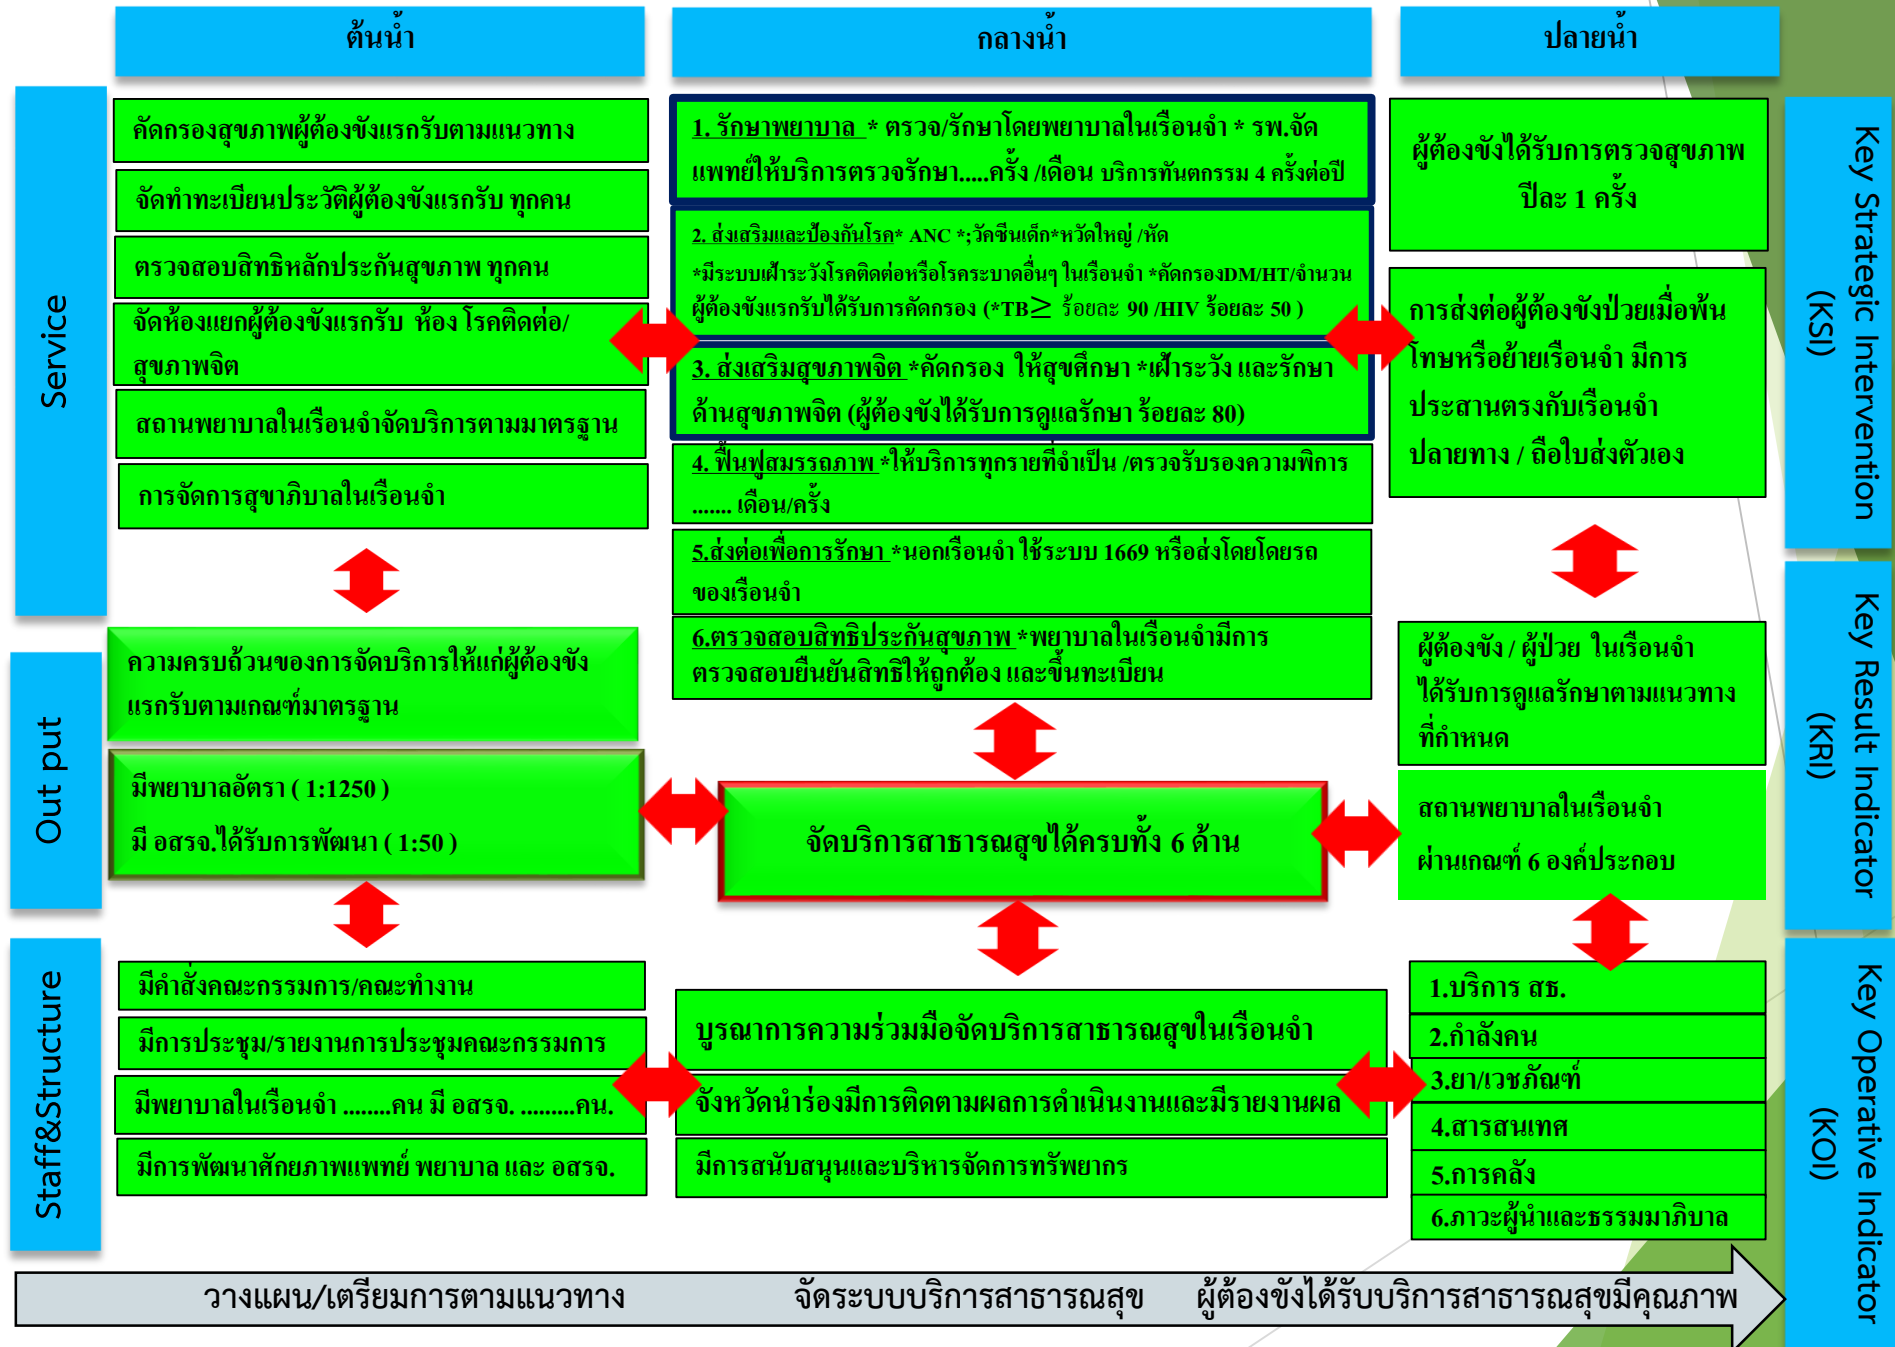 ต้นน้ำ
กลางน้ำ
ปลายน้ำ
Service
คัดกรองสุขภาพผู้ต้องขังแรกรับตามแนวทาง
จัดทำทะเบียนประวัติผู้ต้องขังแรกรับ ทุกคน
ตรวจสอบสิทธิหลักประกันสุขภาพ ทุกคน
จัดห้องแยกผู้ต้องขังแรกรับ ห้อง โรคติดต่อ/
สุขภาพจิต
สถานพยาบาลในเรือนจำจัดบริการตามมาตรฐาน
การจัดการสุขาภิบาลในเรือนจำ
1. รักษาพยาบาล * ตรวจ/รักษาโดยพยาบาลในเรือนจำ * รพ.จัด
แพทย์ให้บริการตรวจรักษา.....ครั้ง /เดือน บริการทันตกรรม 4 ครั้งต่อปี
2. ส่งเสริมและป้องกันโรค* ANC *;วัคซีนเด็ก*หวัดใหญ่ /หัด
*มีระบบเฝ้าระวังโรคติดต่อหรือโรคระบาดอื่นๆ ในเรือนจำ *คัดกรองDM/HT/จำนวน
ผู้ต้องขังแรกรับได้รับการคัดกรอง (*TB≥ ร้อยละ 90 /HIV ร้อยละ 50 )
3. ส่งเสริมสุขภาพจิต *คัดกรอง ให้สุขศึกษา *เฝ้าระวัง และรักษา
ด้านสุขภาพจิต (ผู้ต้องขังได้รับการดูแลรักษา ร้อยละ 80)
4. ฟื้นฟูสมรรถภาพ *ให้บริการทุกรายที่จำเป็น /ตรวจรับรองความพิการ
....... เดือน/ครั้ง
5.ส่งต่อเพื่อการรักษา *นอกเรือนจำ ใช้ระบบ 1669 หรือส่งโดยโดยรถ
ของเรือนจำ
6.ตรวจสอบสิทธิประกันสุขภาพ *พยาบาลในเรือนจำมีการ
ตรวจสอบยืนยันสิทธิให้ถูกต้อง และขึ้นทะเบียน
ผู้ต้องขังได้รับการตรวจสุขภาพ
ปีละ 1 ครั้ง
การส่งต่อผู้ต้องขังป่วยเมื่อพ้น
โทษหรือย้ายเรือนจำ มีการ
ประสานตรงกับเรือนจำ
ปลายทาง / ถือใบส่งตัวเอง
Key Strategic Intervention
(KSI)
Out put
ความครบถ้วนของการจัดบริการให้แก่ผู้ต้องขัง
แรกรับตามเกณฑ์มาตรฐาน
มีพยาบาลอัตรา ( 1:1250 )
มี อสรจ.ได้รับการพัฒนา ( 1:50 )
จัดบริการสาธารณสุขได้ครบทั้ง 6 ด้าน
ผู้ต้องขัง / ผู้ป่วย ในเรือนจำ
ได้รับการดูแลรักษาตามแนวทาง
ที่กำหนด
สถานพยาบาลในเรือนจำ
ผ่านเกณฑ์ 6 องค์ประกอบ
Key Result Indicator
(KRI)
Staff&Structure
มีคำสั่งคณะกรรมการ/คณะทำงาน
มีการประชุม/รายงานการประชุมคณะกรรมการ
มีพยาบาลในเรือนจำ ........คน มี อสรจ. .........คน.
มีการพัฒนาศักยภาพแพทย์ พยาบาล และ อสรจ.
บูรณาการความร่วมมือจัดบริการสาธารณสุขในเรือนจำ
จังหวัดนำร่องมีการติดตามผลการดำเนินงานและมีรายงานผล
มีการสนับสนุนและบริหารจัดการทรัพยากร
1.บริการ สธ.
2.กำลังคน
3.ยา/เวชภัณฑ์
4.สารสนเทศ
5.การคลัง
6.ภาวะผู้นำและธรรมมาภิบาล
Key Operative Indicator
(KOI)
วางแผน/เตรียมการตามแนวทาง
จัดระบบบริการสาธารณสุข
ผู้ต้องขังได้รับบริการสาธารณสุขมีคุณภาพ